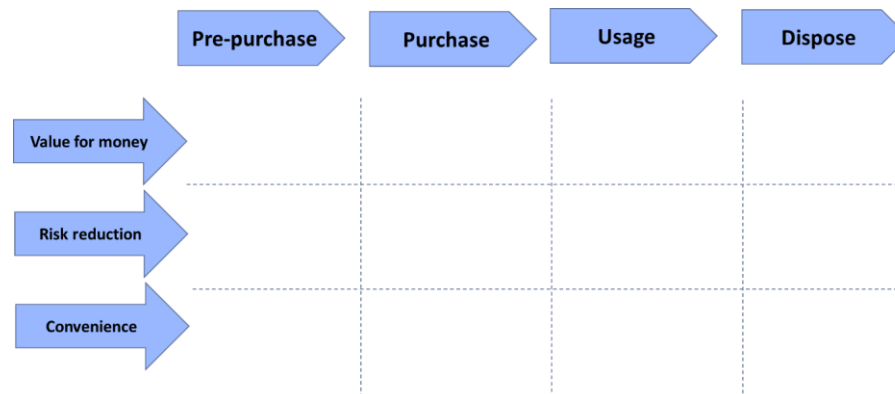 Pre-purchase
Purchase
Usage
Dispose
Value for money
Risk reduction
Convenience